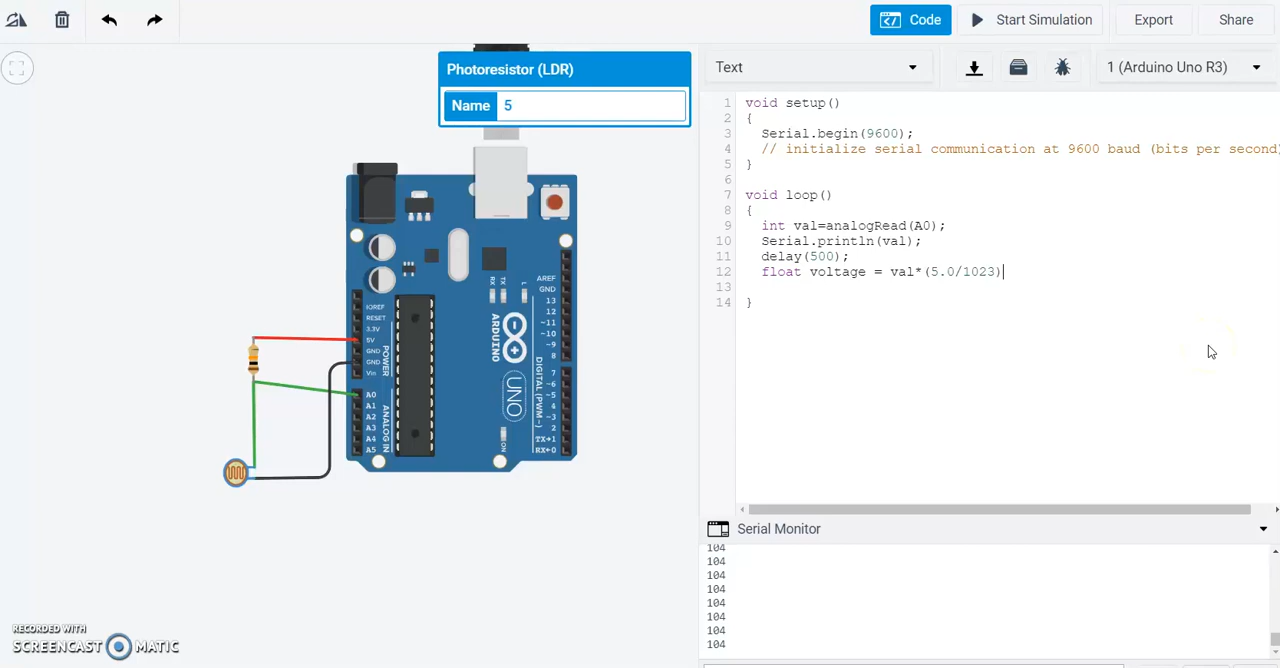 Code
Start Simulation
Export
Share
Photoresistor (LDR)
Name 5
Text
1 (Arduino Uno R3)
1 void setup()
2 {
3 Serial.begin(9600);
4 // initialize serial communication at 9600 baud (bits per second)
5 }
6
7 void loop()
8 {
9 int val=analogRead(A0);
10 Serial.println(val);
11 delay(500);
12 float voltage = val*(5.0/1023)
13
14 }
AREF
GND
13
12
~11
~10
~9
8
7
~6
~5
4
~3
2
TX→1
RX←0
DIGITAL (PWM~)
RX
TX
L
ARDUINO
UNO
ON
IOREF
RESET
3.3V
5V
GND
GND
Vin
POWER
A0
A1
A2
A3
A4
A5
ANALOG IN
Serial Monitor
104
104
104
104
104
104
104
104
RECORDED WITH
SCREENCAST MATIC